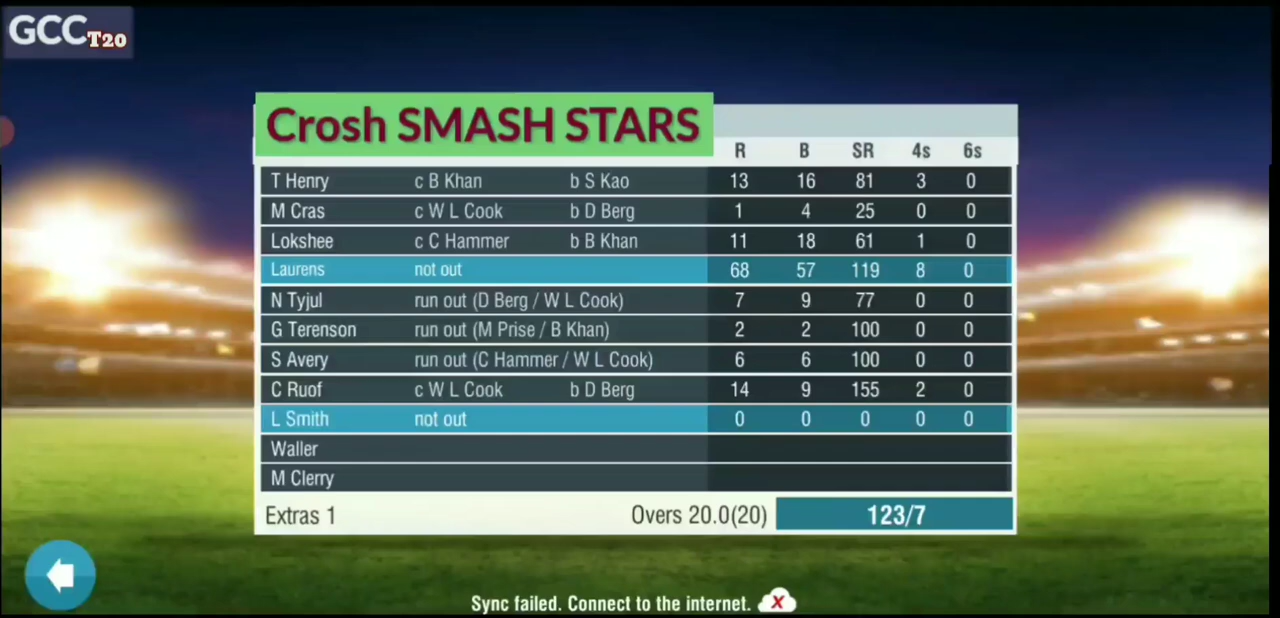 GCC T20
Crosh SMASH STARS
R B SR 4s 6s
T Henry c B Khan b S Kao 13 16 81 3 0
M Cras c W L Cook b D Berg 1 4 25 0 0
Lokshee c C Hammer b B Khan 11 18 61 1 0
Laurens not out 68 57 119 8 0
N Tyjul run out (D Berg / W L Cook) 7 9 77 0 0
G Terenson run out (M Prise / B Khan) 2 2 100 0 0
S Avery run out (C Hammer / W L Cook) 6 6 100 0 0
C Ruof c W L Cook b D Berg 14 9 155 2 0
L Smith not out 0 0 0 0 0
Waller
M Clerry
Extras 1 Overs 20.0(20) 123/7
Sync failed. Connect to the internet. X